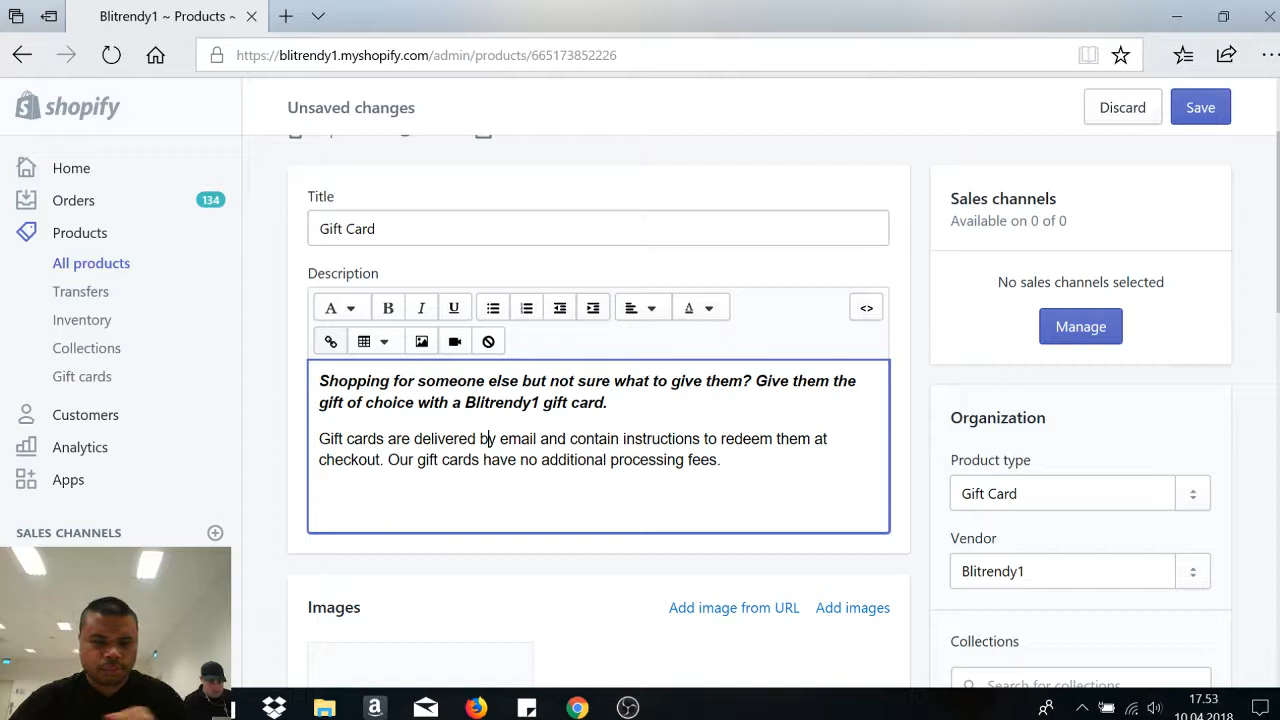 Blitrendy1 ~ Products ~
https://blitrendy1.myshopify.com/admin/products/665173852226
shopify
Unsaved changes
Discard
Save
Home
Orders
134
Products
All products
Transfers
Inventory
Collections
Gift cards
Customers
Analytics
Apps
SALES CHANNELS
Title
Gift Card
Description
A
B
I
U
A
<>
Shopping for someone else but not sure what to give them? Give them the
gift of choice with a Blitrendy1 gift card.
Gift cards are delivered by email and contain instructions to redeem them at
checkout. Our gift cards have no additional processing fees.
Images
Add image from URL
Add images
Sales channels
Available on 0 of 0
No sales channels selected
Manage
Organization
Product type
Gift Card
Vendor
Blitrendy1
Collections
Search for collections
17.53
10.04.2018